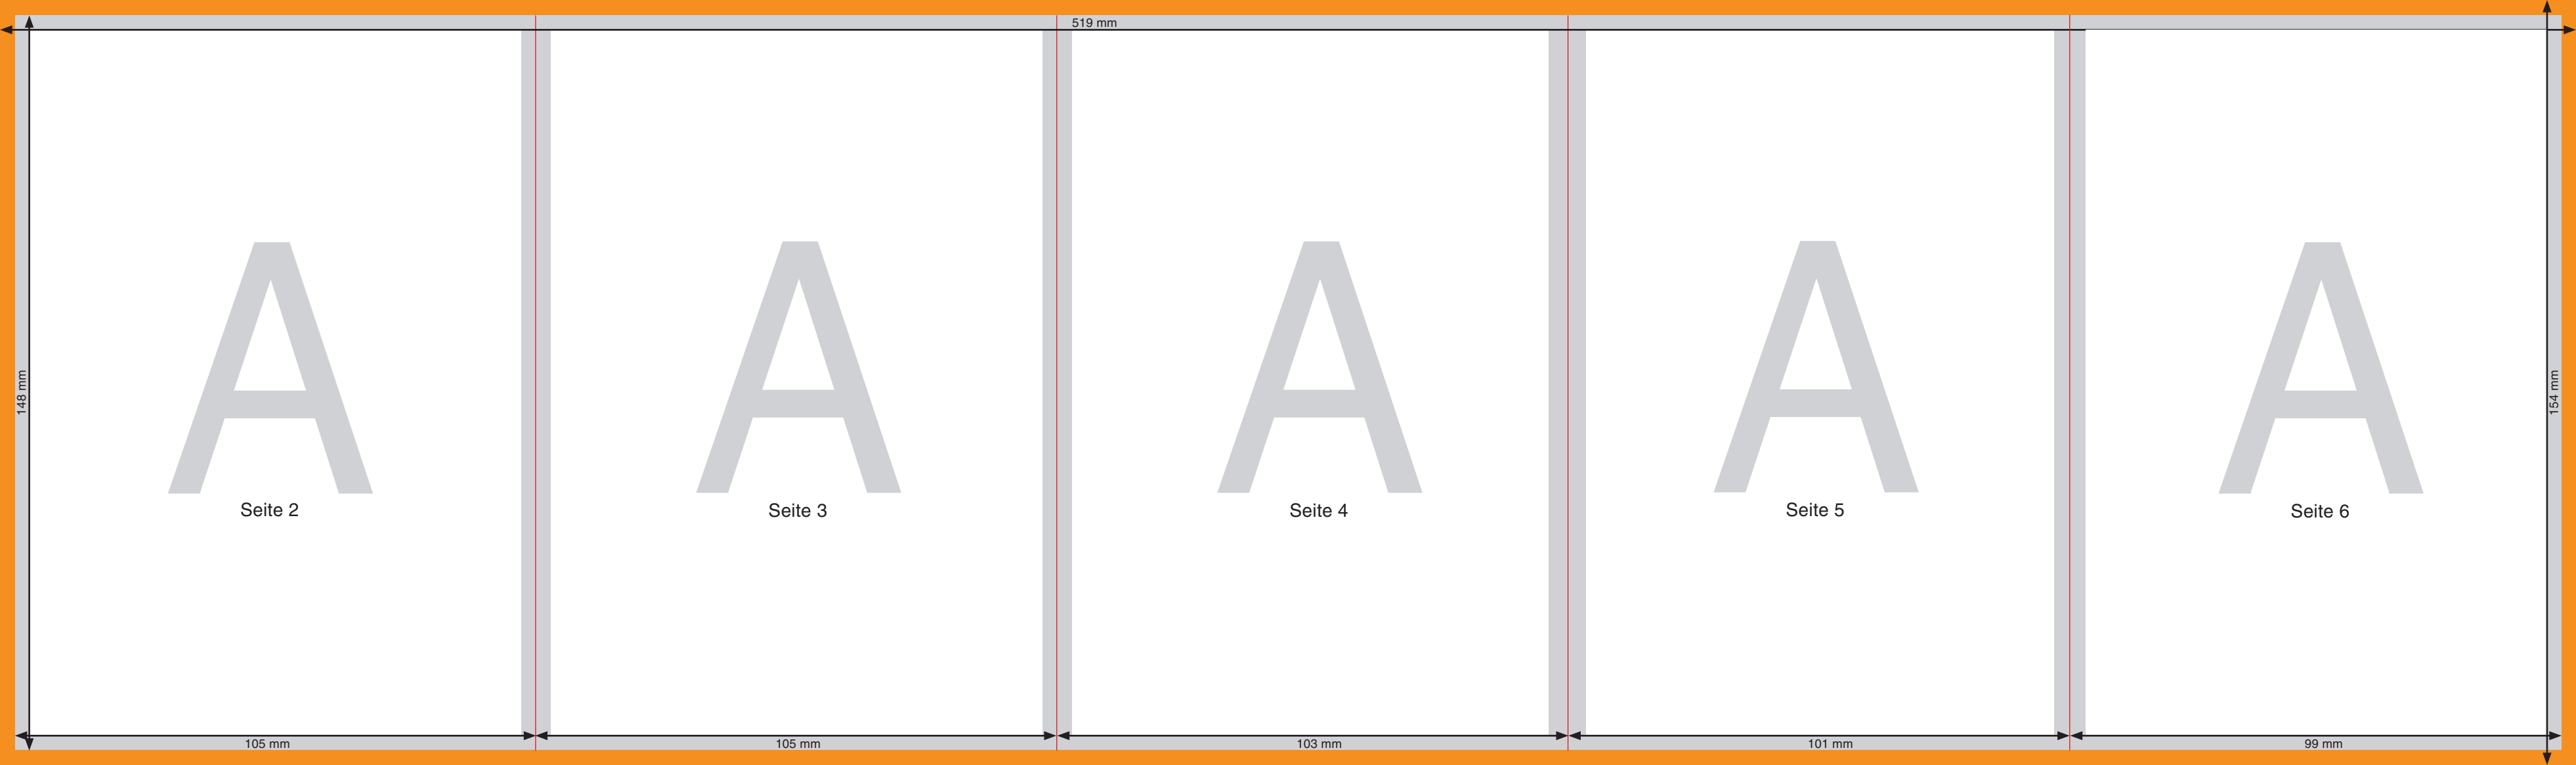 519 mm
148 mm
154 mm
A
Seite 2
A
Seite 3
A
Seite 4
A
Seite 5
A
Seite 6
105 mm
105 mm
103 mm
101 mm
99 mm